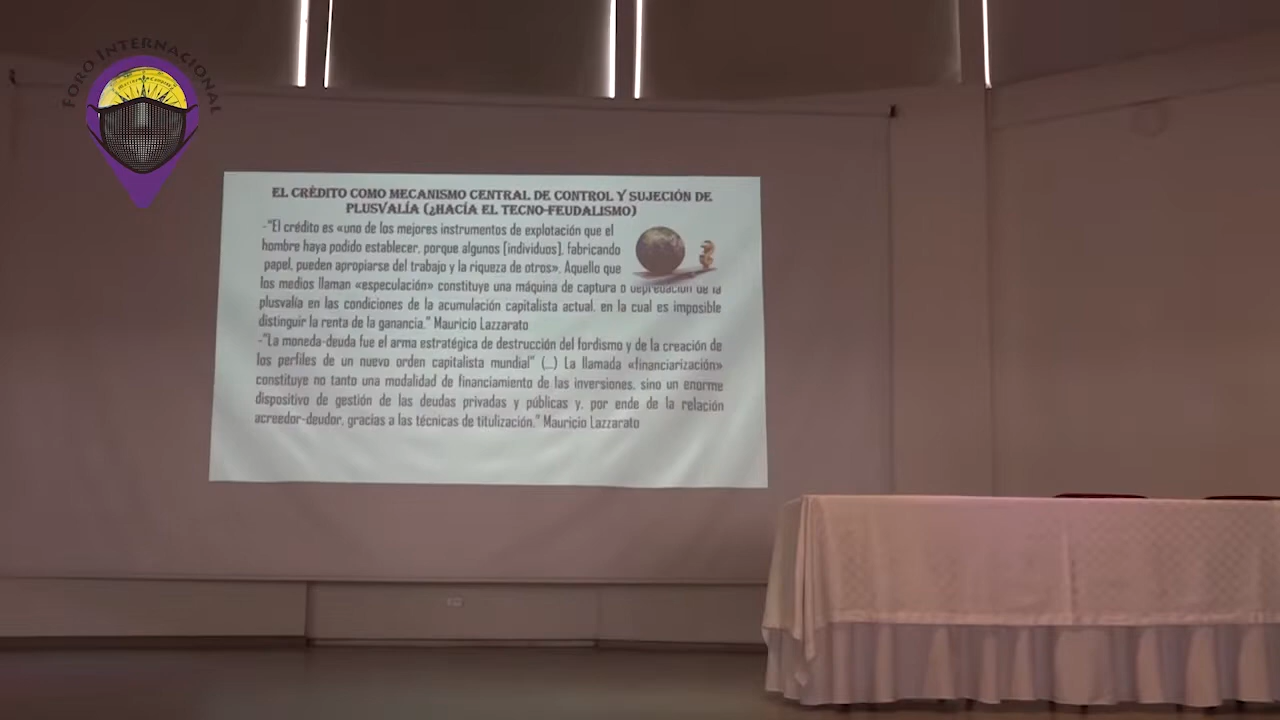 FORO INTERNACIONAL
EL CRÉDITO COMO MECANISMO CENTRAL DE CONTROL Y SUJECIÓN DE
PLUSVALÍA (¿HACÍA EL TECNO-FEUDALISMO)
-"El crédito es «uno de los mejores instrumentos de explotación que el
hombre haya podido establecer, porque algunos [individuos], fabricando
papel, pueden apropiarse del trabajo y la riqueza de otros». Aquello que
los medios llaman «especulación» constituye una máquina de captura o depredación de la
plusvalía en las condiciones de la acumulación capitalista actual, en la cual es imposible
distinguir la renta de la ganancia." Mauricio Lazzarato
-"La moneda-deuda fue el arma estratégica de destrucción del fordismo y de la creación de
los perfiles de un nuevo orden capitalista mundial" (...) La llamada «financiarización»
constituye no tanto una modalidad de financiamiento de las inversiones, sino un enorme
dispositivo de gestión de las deudas privadas y públicas y, por ende de la relación
acreedor-deudor, gracias a las técnicas de titulización." Mauricio Lazzarato